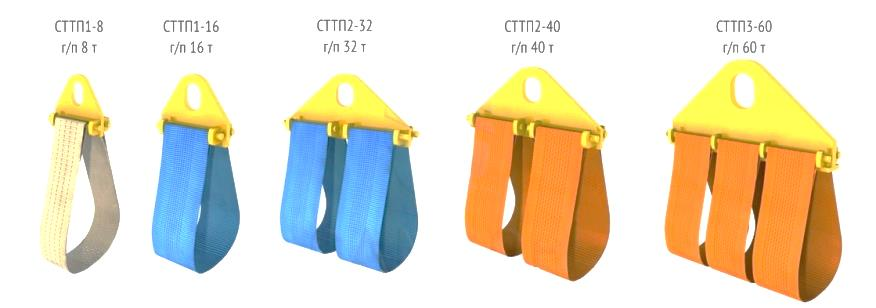 СТТП1-8
г/п 8 т
СТТП1-16
г/п 16 т
СТТП2-32
г/п 32 т
СТТП2-40
г/п 40 т
СТТП3-60
г/п 60 т